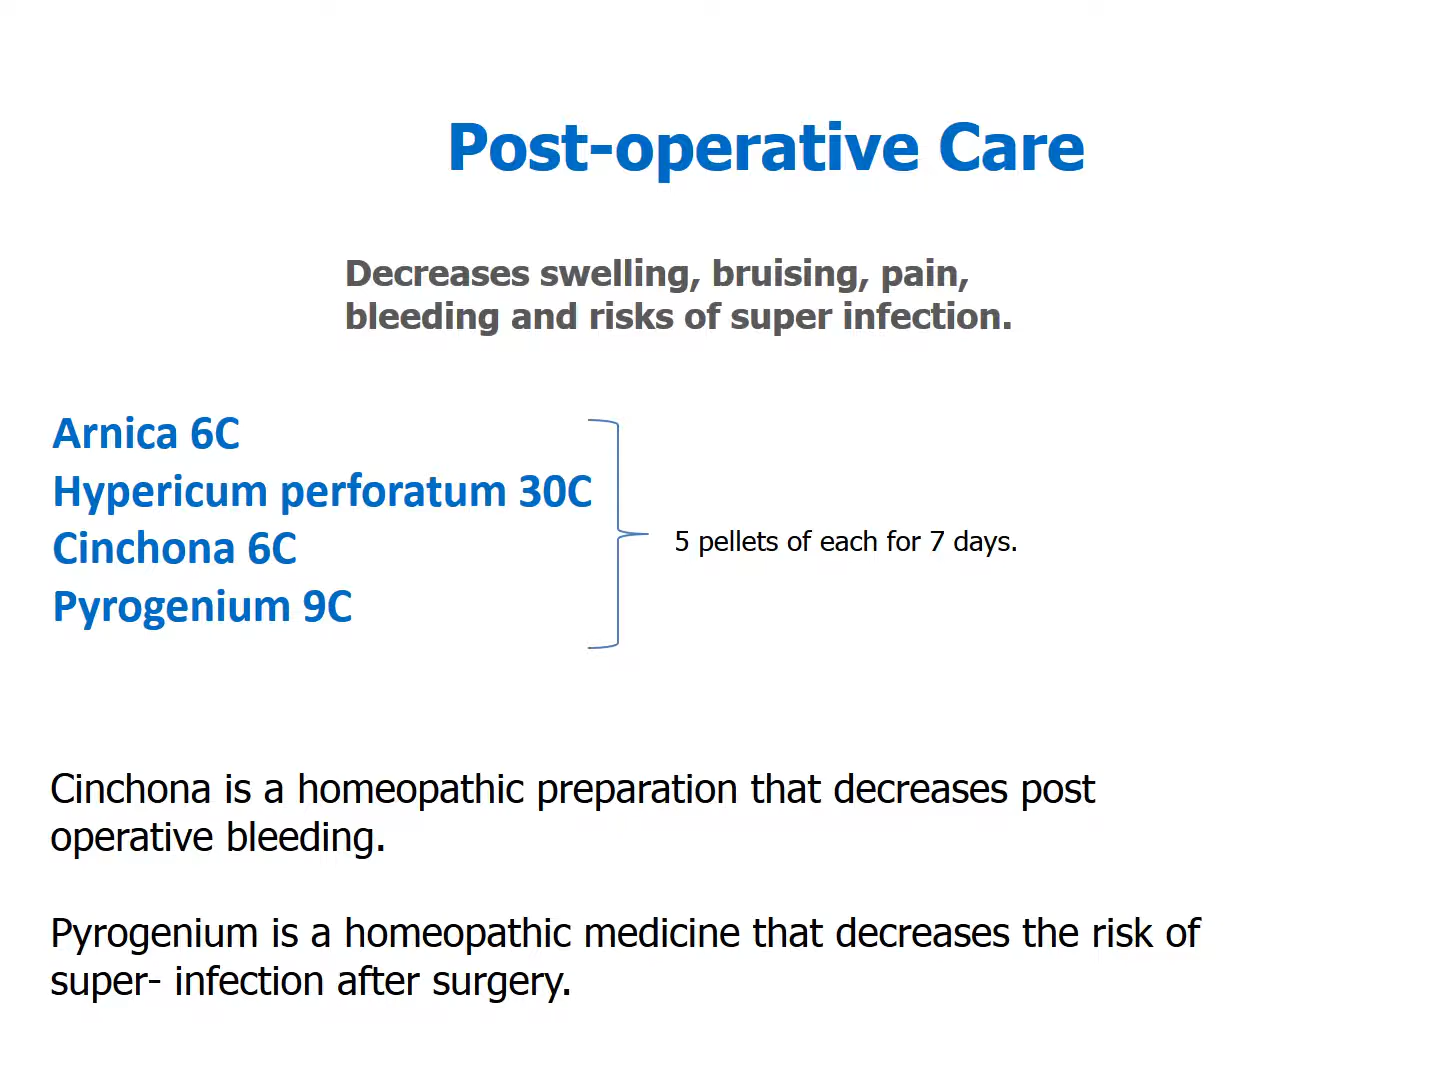 Post-operative Care
Decreases swelling, bruising, pain,
bleeding and risks of super infection.
Arnica 6C
Hypericum perforatum 30C
Cinchona 6C
Pyrogenium 9C
5 pellets of each for 7 days.
Cinchona is a homeopathic preparation that decreases post
operative bleeding.
Pyrogenium is a homeopathic medicine that decreases the risk of
super- infection after surgery.